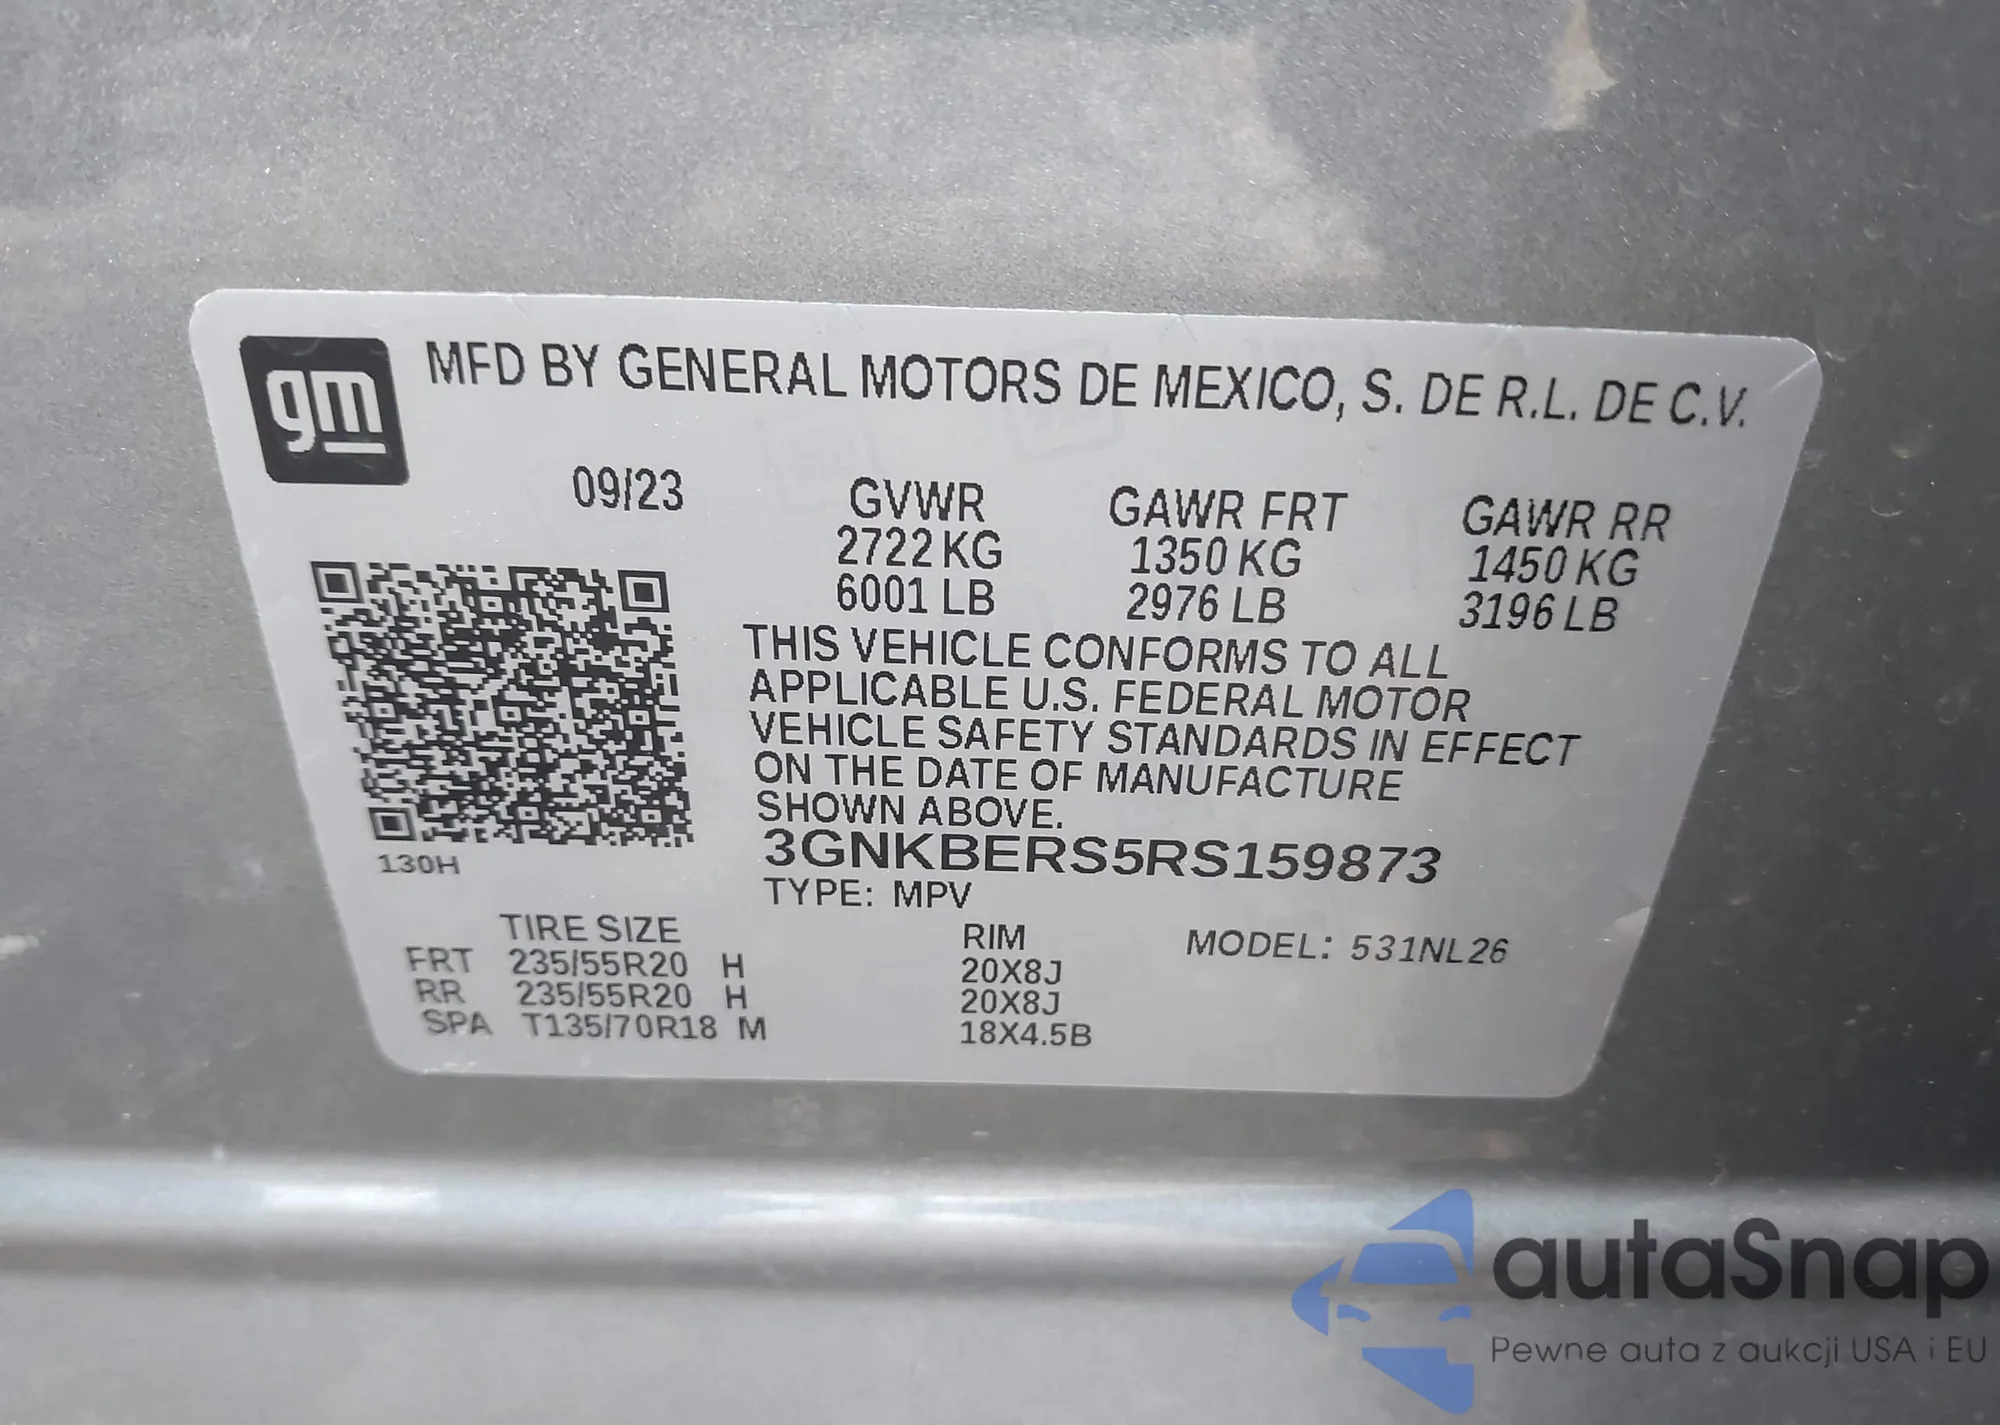 gm
MFD BY GENERAL MOTORS DE MEXICO, S. DE R.L. DE C.V.
09/23 GVWR GAWR FRT GAWR RR
2722 KG 1350 KG 1450 KG
6001 LB 2976 LB 3196 LB
THIS VEHICLE CONFORMS TO ALL
APPLICABLE U.S. FEDERAL MOTOR
VEHICLE SAFETY STANDARDS IN EFFECT
ON THE DATE OF MANUFACTURE
SHOWN ABOVE.
3GNKBERS5RS159873
130H
TYPE: MPV
TIRE SIZE RIM MODEL: 531NL26
FRT 235/55R20 H 20X8J
RR 235/55R20 H 20X8J
SPA T135/70R18 M 18X4.5B
autaSnap
Pewne auta z aukcji USA i EU